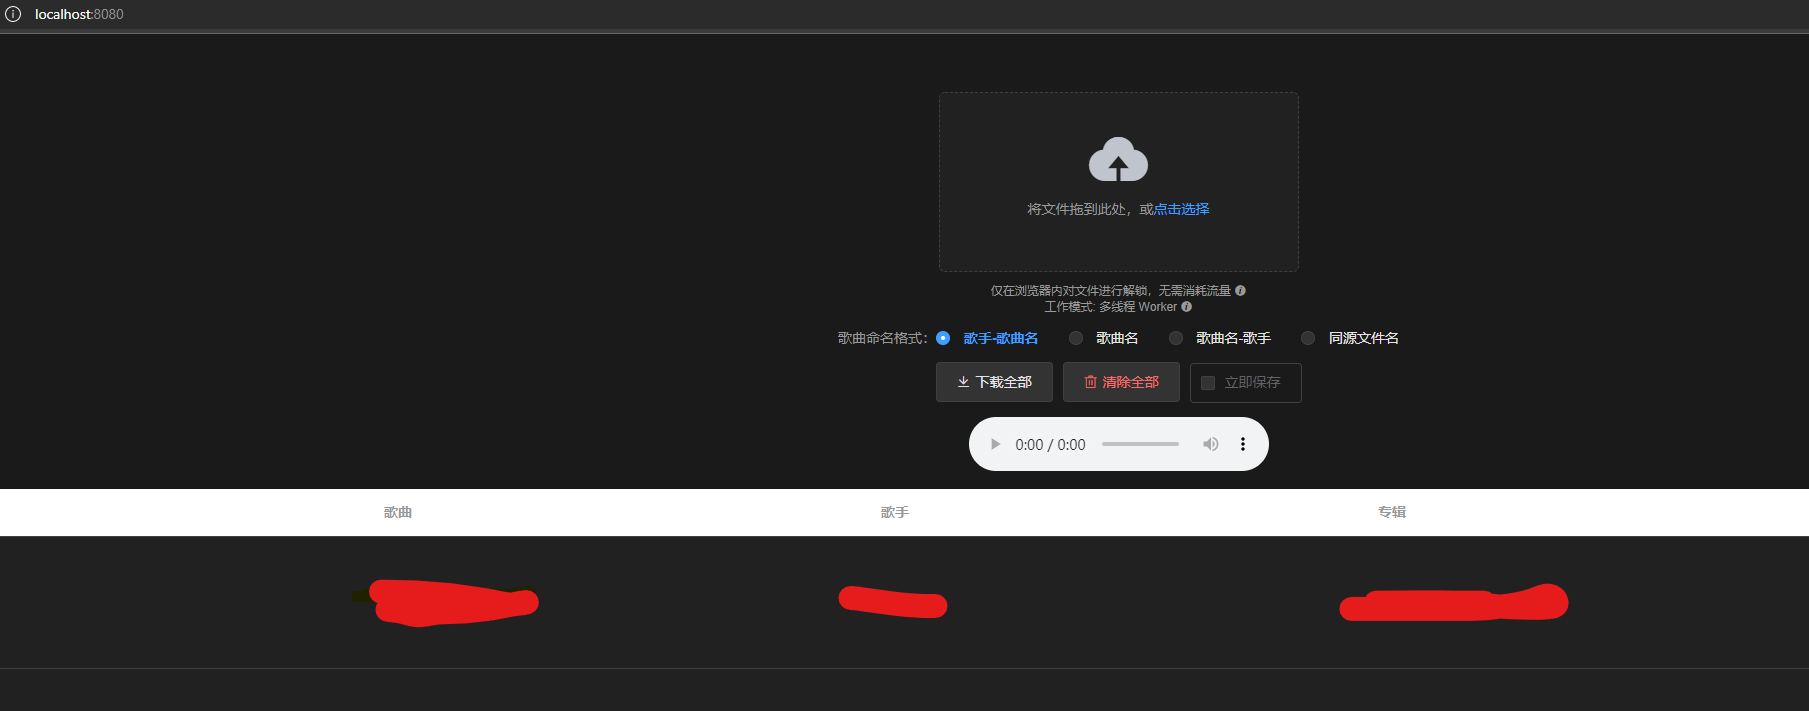 localhost:8080
将文件拖到此处，或点击选择
仅在浏览器内对文件进行解锁，无需消耗流量
工作模式: 多线程 Worker
歌曲命名格式： 歌手-歌曲名 歌曲名 歌曲名-歌手 同源文件名
下载全部 清除全部 立即保存
0:00 / 0:00
歌曲 歌手 专辑